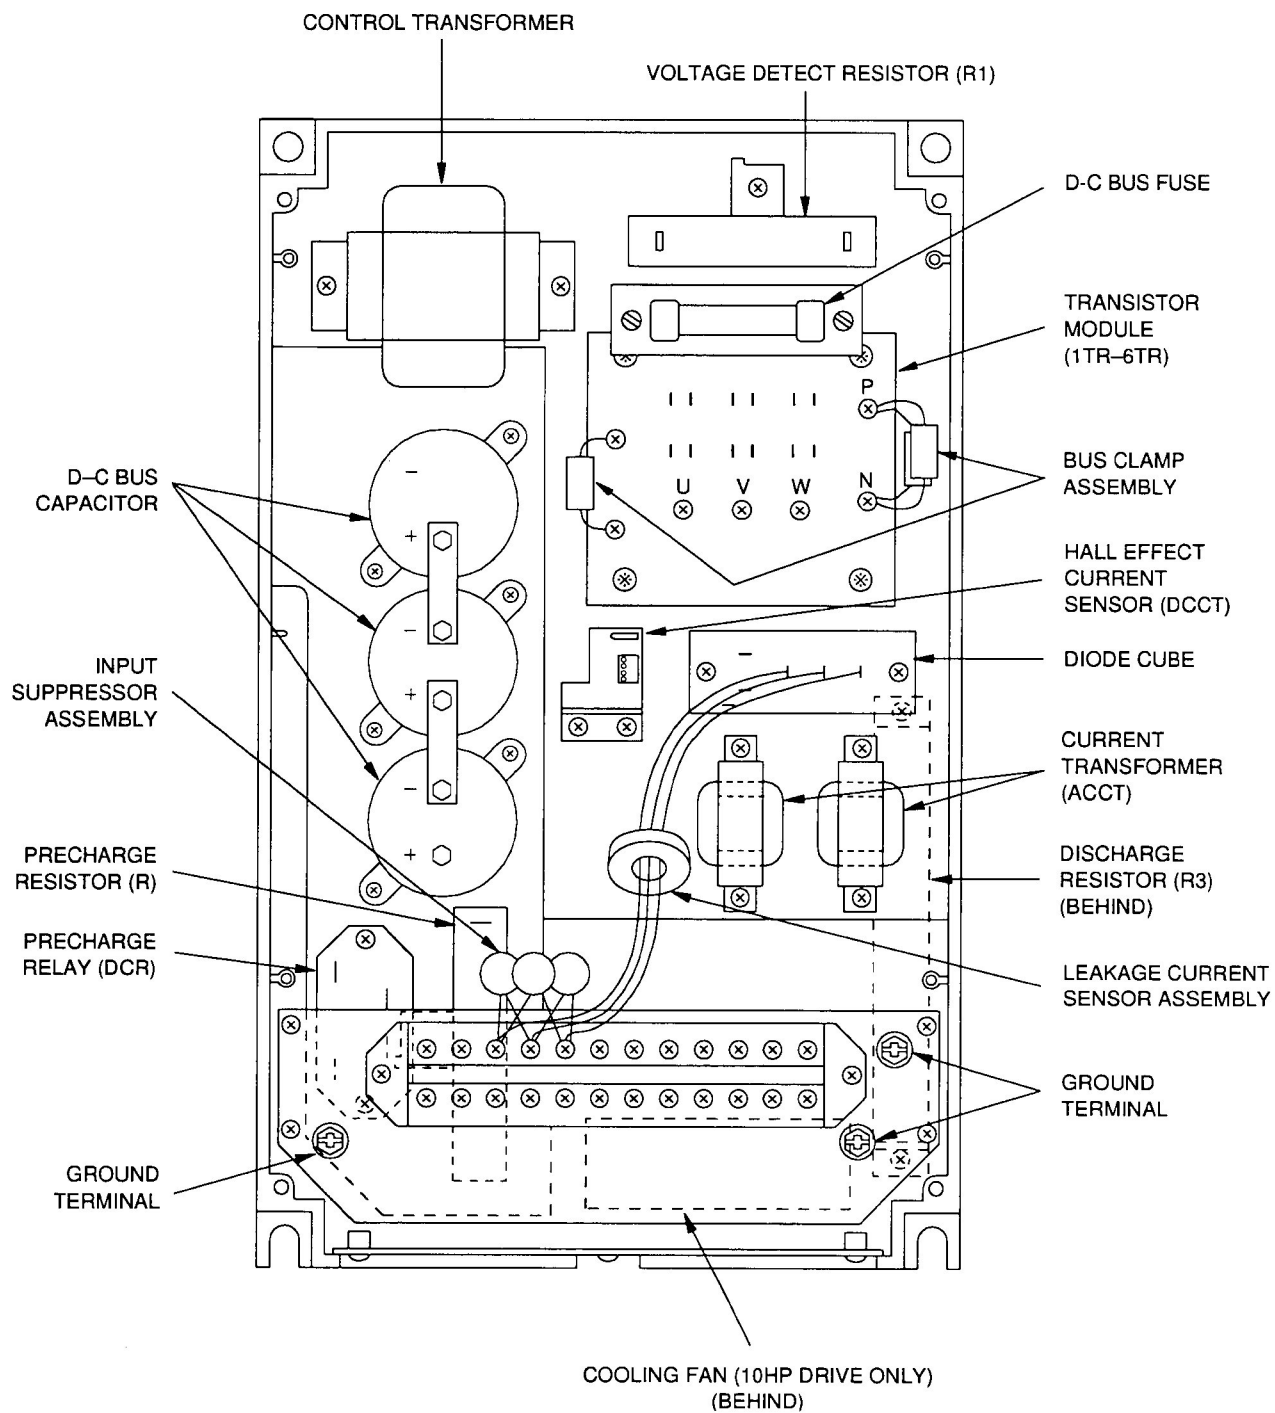 CONTROL TRANSFORMER
VOLTAGE DETECT RESISTOR (R1)
D-C BUS FUSE
TRANSISTOR
MODULE
(1TR–6TR)
P
BUS CLAMP
ASSEMBLY
N
U V W
D–C BUS
CAPACITOR
–
+
–
+
–
+
HALL EFFECT
CURRENT
SENSOR (DCCT)
DIODE CUBE
INPUT
SUPPRESSOR
ASSEMBLY
CURRENT
TRANSFORMER
(ACCT)
PRECHARGE
RESISTOR (R)
DISCHARGE
RESISTOR (R3)
(BEHIND)
PRECHARGE
RELAY (DCR)
LEAKAGE CURRENT
SENSOR ASSEMBLY
GROUND
TERMINAL
GROUND
TERMINAL
COOLING FAN (10HP DRIVE ONLY)
(BEHIND)